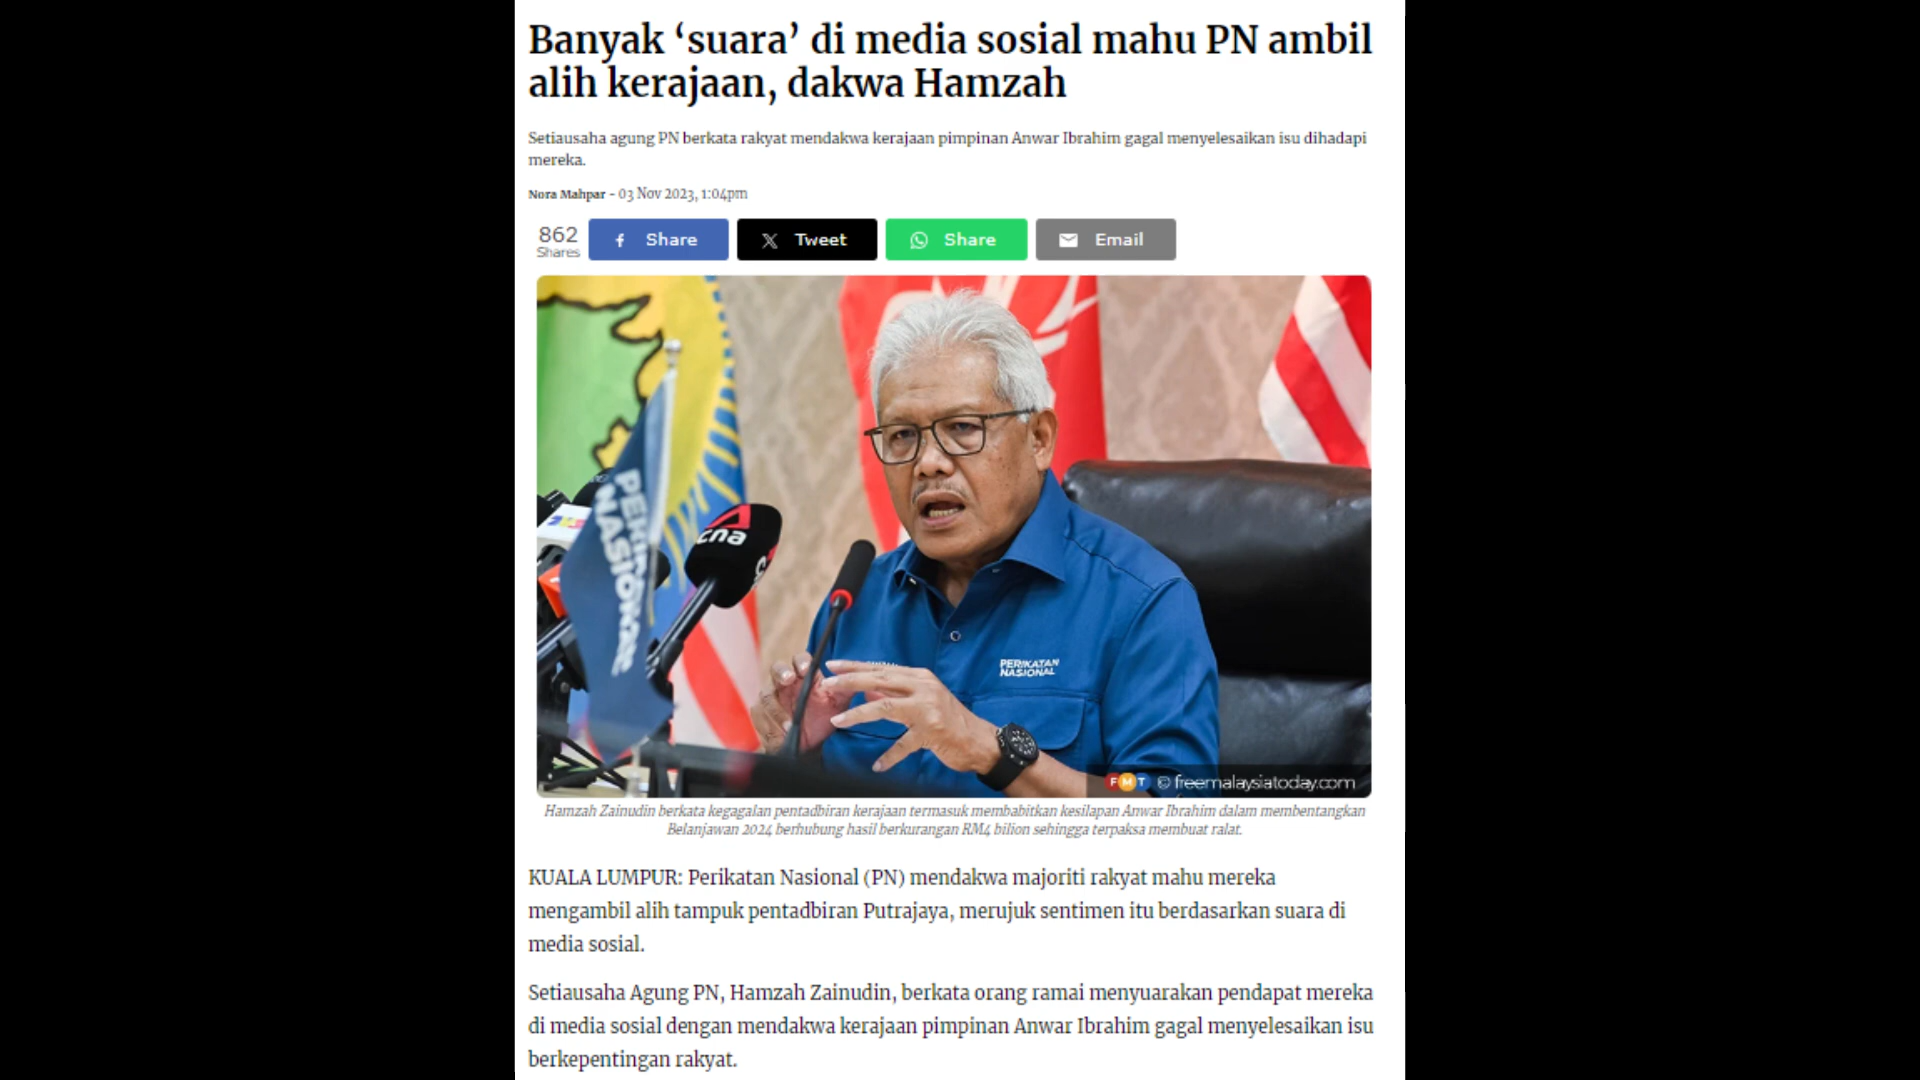 Banyak ‘suara’ di media sosial mahu PN ambil
alih kerajaan, dakwa Hamzah
Setiausaha agung PN berkata rakyat mendakwa kerajaan pimpinan Anwar Ibrahim gagal menyelesaikan isu dihadapi
mereka.
Nora Mahpar - 03 Nov 2023, 1:04pm
862
Shares
Share
Tweet
Share
Email
PERIKATAN
NASIONAL
cna
PERIKATAN
NASIONAL
FMT © freemalaysiatoday.com
Hamzah Zainudin berkata kegagalan pentadbiran kerajaan termasuk membabitkan kesilapan Anwar Ibrahim dalam membentangkan
Belanjawan 2024 berhubung hasil berkurangan RM4 bilion sehingga terpaksa membuat ralat.
KUALA LUMPUR: Perikatan Nasional (PN) mendakwa majoriti rakyat mahu mereka
mengambil alih tampuk pentadbiran Putrajaya, merujuk sentimen itu berdasarkan suara di
media sosial.
Setiausaha Agung PN, Hamzah Zainudin, berkata orang ramai menyuarakan pendapat mereka
di media sosial dengan mendakwa kerajaan pimpinan Anwar Ibrahim gagal menyelesaikan isu
berkepentingan rakyat.